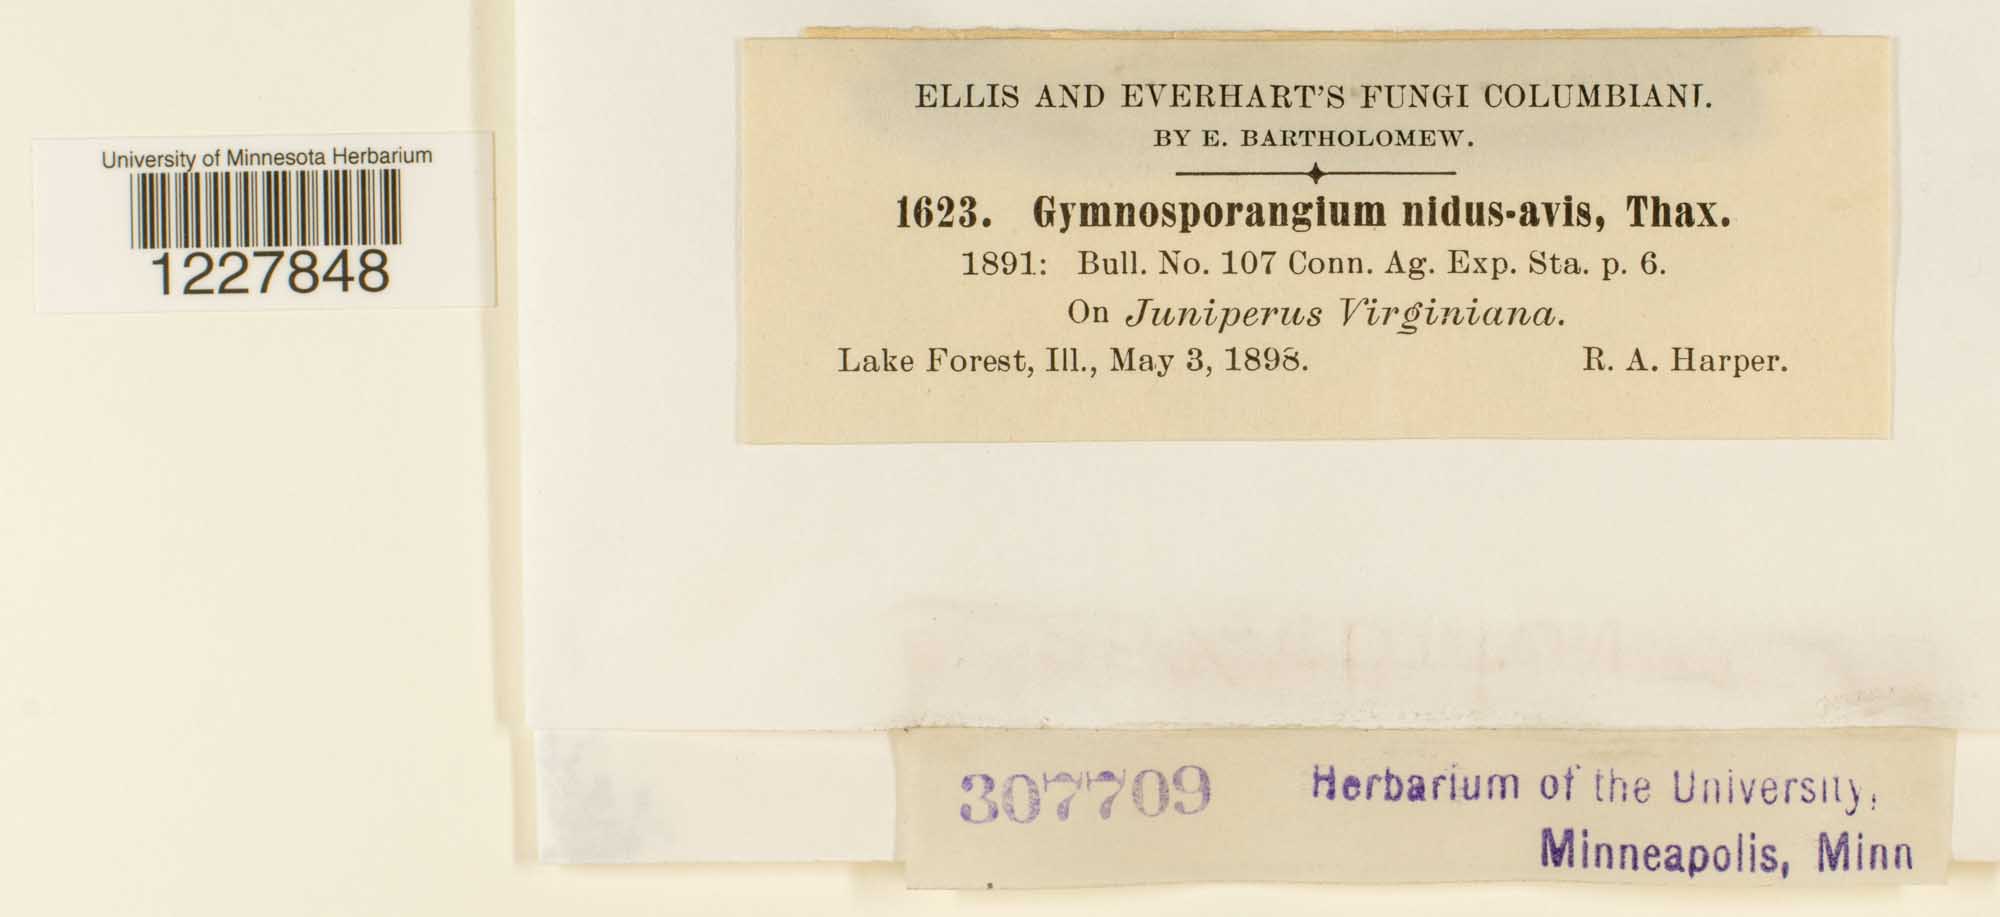 University of Minnesota Herbarium
1227848
ELLIS AND EVERHART'S FUNGI COLUMBIANI.
BY E. BARTHOLOMEW.
1623. Gymnosporangium nidus-avis, Thax.
1891: Bull. No. 107 Conn. Ag. Exp. Sta. p. 6.
On Juniperus Virginiana.
Lake Forest, Ill., May 3, 1898. R. A. Harper.
307709
Herbarium of the University,
Minneapolis, Minn